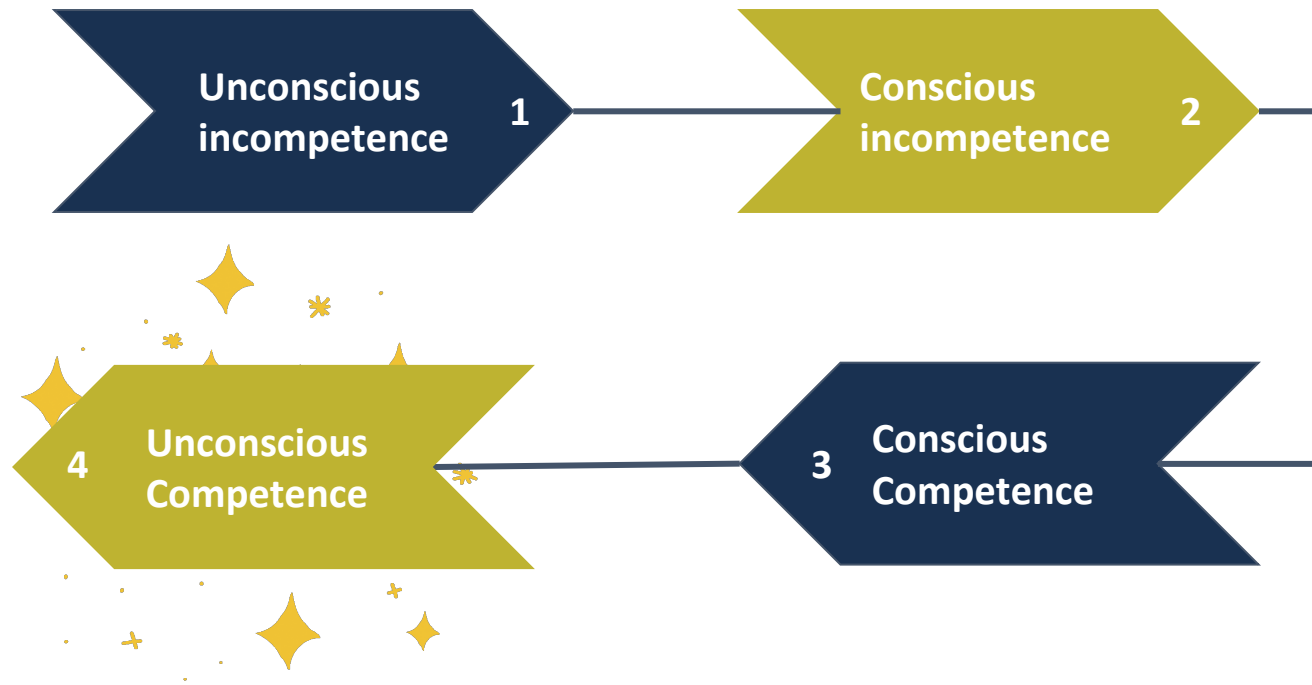 Unconscious
incompetence
1
Conscious
incompetence
2
3
Conscious
Competence
4
Unconscious
Competence